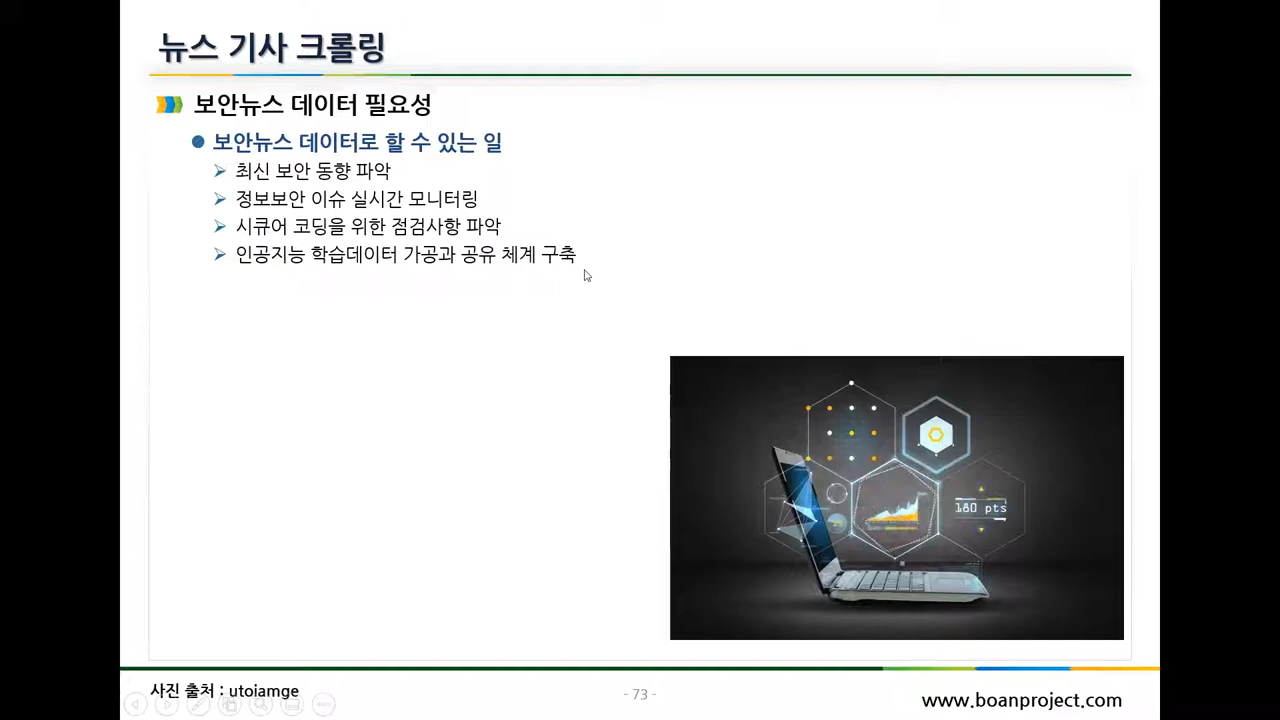 뉴스 기사 크롤링
보안뉴스 데이터 필요성
보안뉴스 데이터로 할 수 있는 일
최신 보안 동향 파악
정보보안 이슈 실시간 모니터링
시큐어 코딩을 위한 점검사항 파악
인공지능 학습데이터 가공과 공유 체계 구축
180 pts
사진 출처 : utoiamge
- 73 -
www.boanproject.com